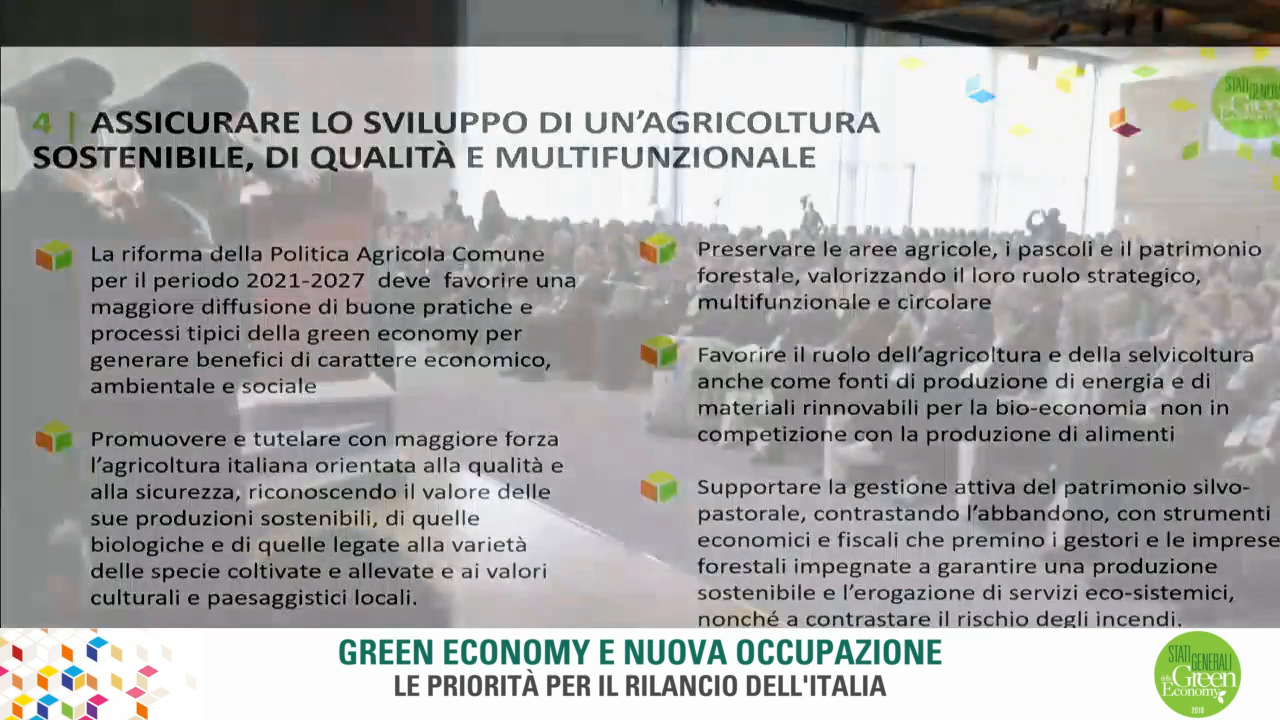 4 | ASSICURARE LO SVILUPPO DI UN'AGRICOLTURA
SOSTENIBILE, DI QUALITÀ E MULTIFUNZIONALE
La riforma della Politica Agricola Comune
per il periodo 2021-2027 deve favorire una
maggiore diffusione di buone pratiche e
processi tipici della green economy per
generare benefici di carattere economico,
ambientale e sociale
Promuovere e tutelare con maggiore forza
l'agricoltura italiana orientata alla qualità e
alla sicurezza, riconoscendo il valore delle
sue produzioni sostenibili, di quelle
biologiche e di quelle legate alla varietà
delle specie coltivate e allevate e ai valori
culturali e paesaggistici locali.
Preservare le aree agricole, i pascoli e il patrimonio
forestale, valorizzando il loro ruolo strategico,
multifunzionale e circolare
Favorire il ruolo dell'agricoltura e della selvicoltura
anche come fonti di produzione di energia e di
materiali rinnovabili per la bio-economia non in
competizione con la produzione di alimenti
Supportare la gestione attiva del patrimonio silvo-
pastorale, contrastando l'abbandono, con strumenti
economici e fiscali che premino i gestori e le imprese
forestali impegnate a garantire una produzione
sostenibile e l'erogazione di servizi eco-sistemici,
nonché a contrastare il rischio degli incendi.
STATI GENERALI
Green
Economy
GREEN ECONOMY E NUOVA OCCUPAZIONE
LE PRIORITÀ PER IL RILANCIO DELL'ITALIA
STATI GENERALI
della Green
Economy
2018